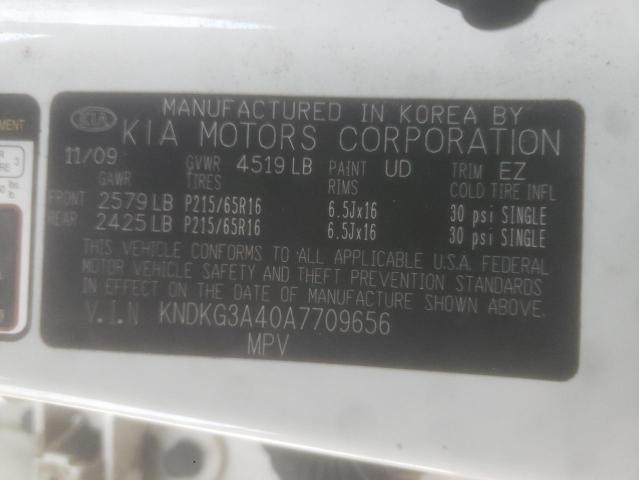 MENT
MANUFACTURED IN KOREA BY
KIA KIA MOTORS CORPORATION
11/09 GVWR 4519 LB PAINT UD TRIM EZ
GAWR TIRES RIMS COLD TIRE INFL
FRONT 2579 LB P215/65R16 6.5Jx16 30 psi SINGLE
REAR 2425 LB P215/65R16 6.5Jx16 30 psi SINGLE
THIS VEHICLE CONFORMS TO ALL APPLICABLE U.S.A. FEDERAL
MOTOR VEHICLE SAFETY AND THEFT PREVENTION STANDARDS
IN EFFECT ON THE DATE OF MANUFACTURE SHOWN ABOVE.
V.I.N KNDKG3A40A7709656
MPV